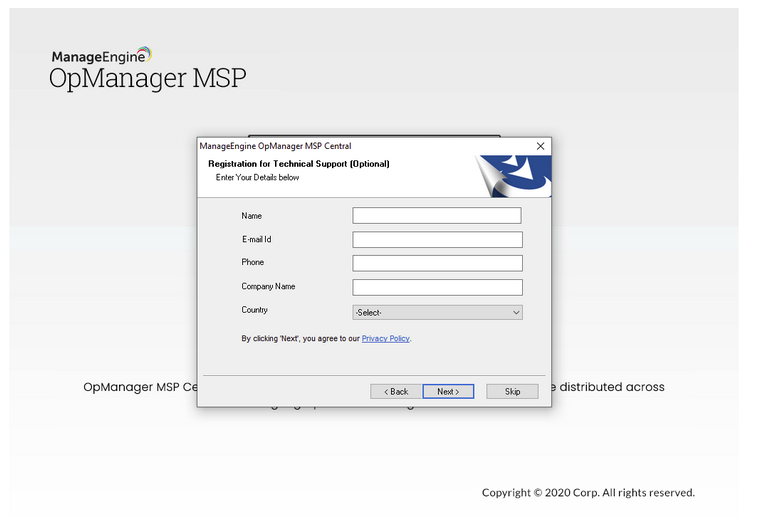 ManageEngine
OpManager MSP
ManageEngine OpManager MSP Central
Registration for Technical Support (Optional)
Enter Your Details below
Name
E-mail Id
Phone
Company Name
Country
-Select-
By clicking 'Next', you agree to our Privacy Policy.
OpManager MSP Ce
e distributed across
< Back
Next >
Skip
Copyright © 2020 Corp. All rights reserved.